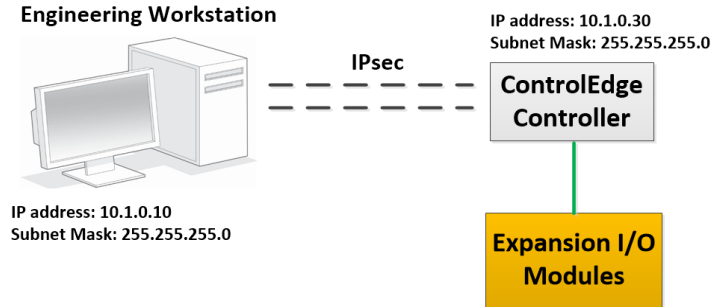 Engineering Workstation
IP address: 10.1.0.10
Subnet Mask: 255.255.255.0
IPsec
IP address: 10.1.0.30
Subnet Mask: 255.255.255.0
ControlEdge
Controller
Expansion I/O
Modules